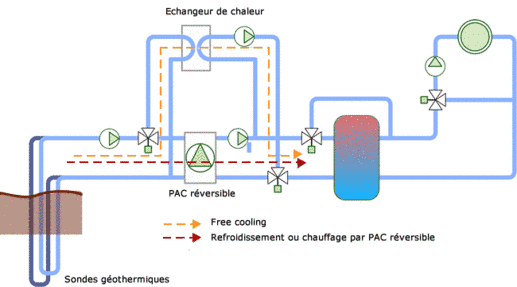 Echangeur de chaleur
PAC réversible
Free cooling
Refroidissement ou chauffage par PAC réversible
Sondes géothermiques